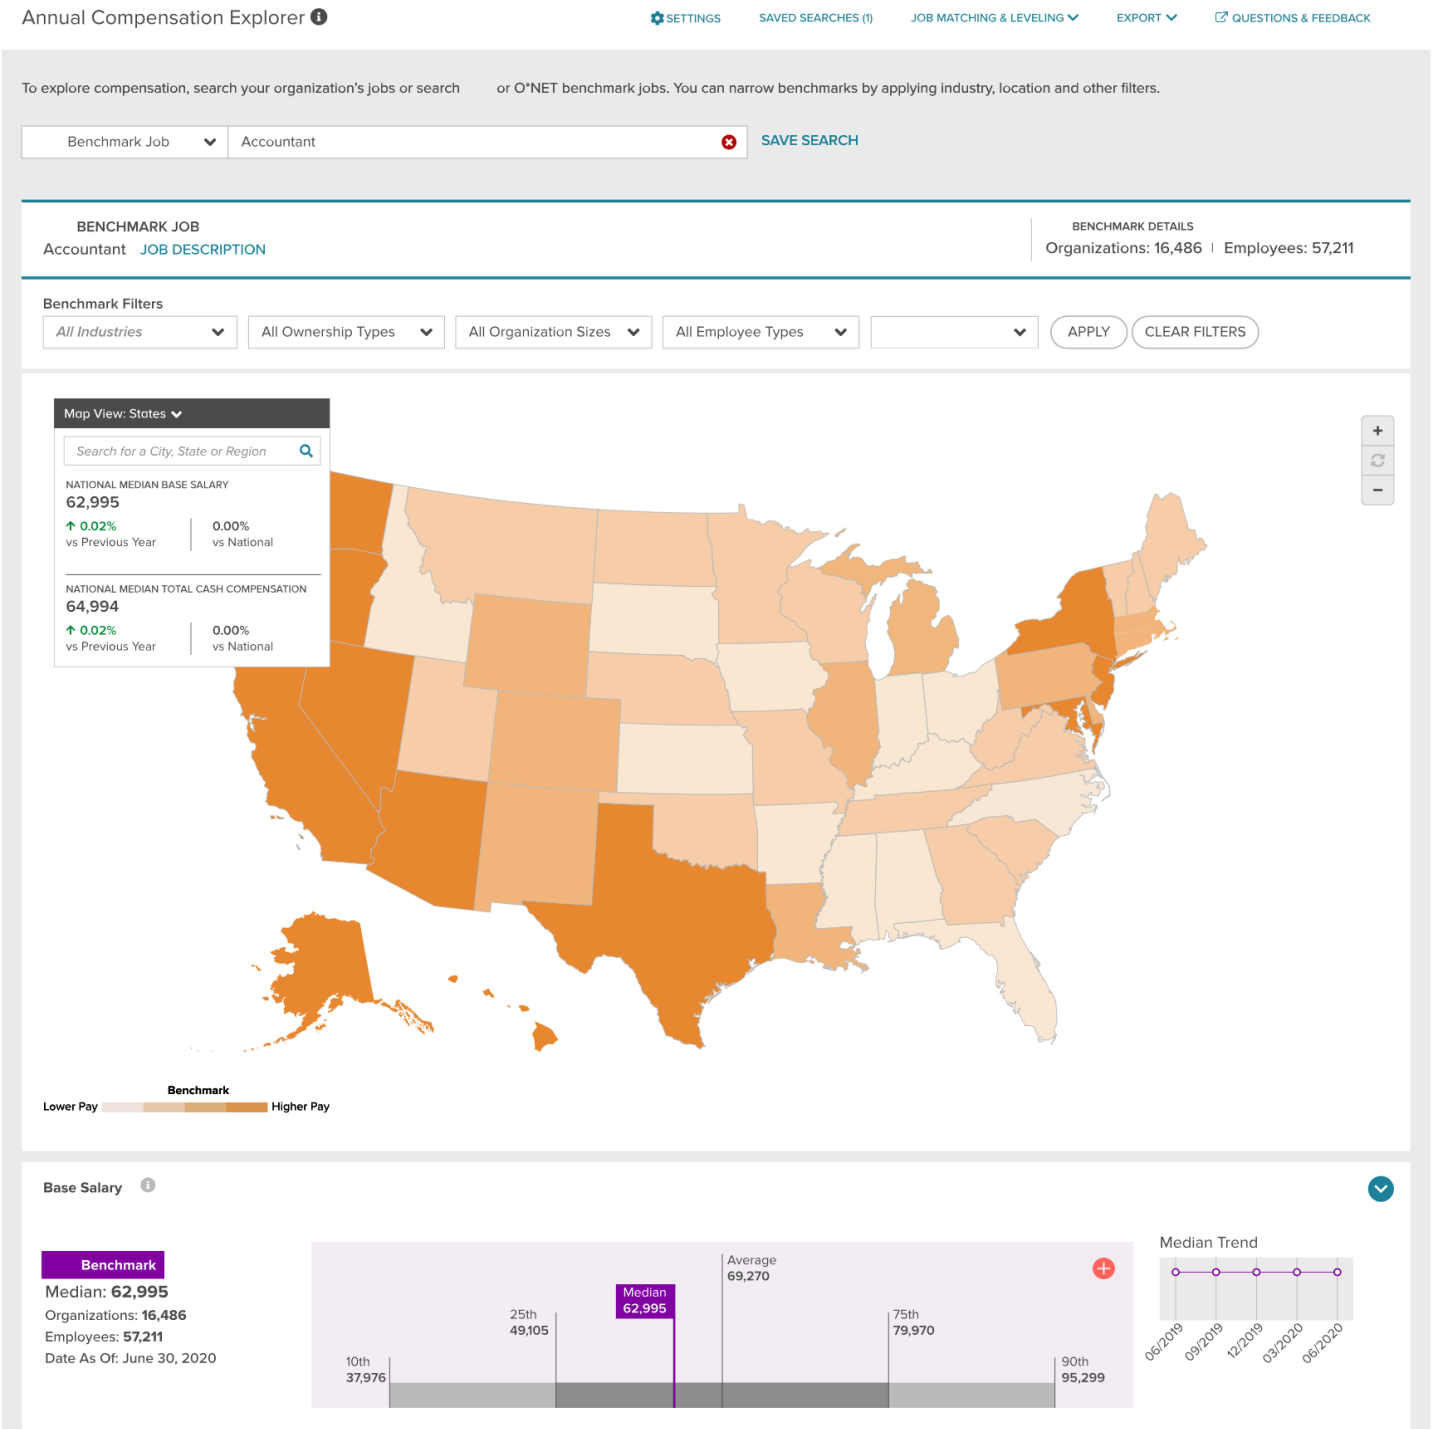 Annual Compensation Explorer
SETTINGS
SAVED SEARCHES (1)
JOB MATCHING & LEVELING
EXPORT
QUESTIONS & FEEDBACK
To explore compensation, search your organization's jobs or search or O*NET benchmark jobs. You can narrow benchmarks by applying industry, location and other filters.
Benchmark Job
Accountant
SAVE SEARCH
BENCHMARK JOB
Accountant JOB DESCRIPTION
BENCHMARK DETAILS
Organizations: 16,486 | Employees: 57,211
Benchmark Filters
All Industries
All Ownership Types
All Organization Sizes
All Employee Types
APPLY
CLEAR FILTERS
Map View: States
Search for a City, State or Region
NATIONAL MEDIAN BASE SALARY
62,995
↑ 0.02%
vs Previous Year
0.00%
vs National
NATIONAL MEDIAN TOTAL CASH COMPENSATION
64,994
↑ 0.02%
vs Previous Year
0.00%
vs National
+
−
Benchmark
Lower Pay
Higher Pay
Base Salary
Benchmark
Median: 62,995
Organizations: 16,486
Employees: 57,211
Date As Of: June 30, 2020
10th
37,976
25th
49,105
Median
62,995
Average
69,270
75th
79,970
90th
95,299
Median Trend
06/2019
09/2019
12/2019
03/2020
06/2020